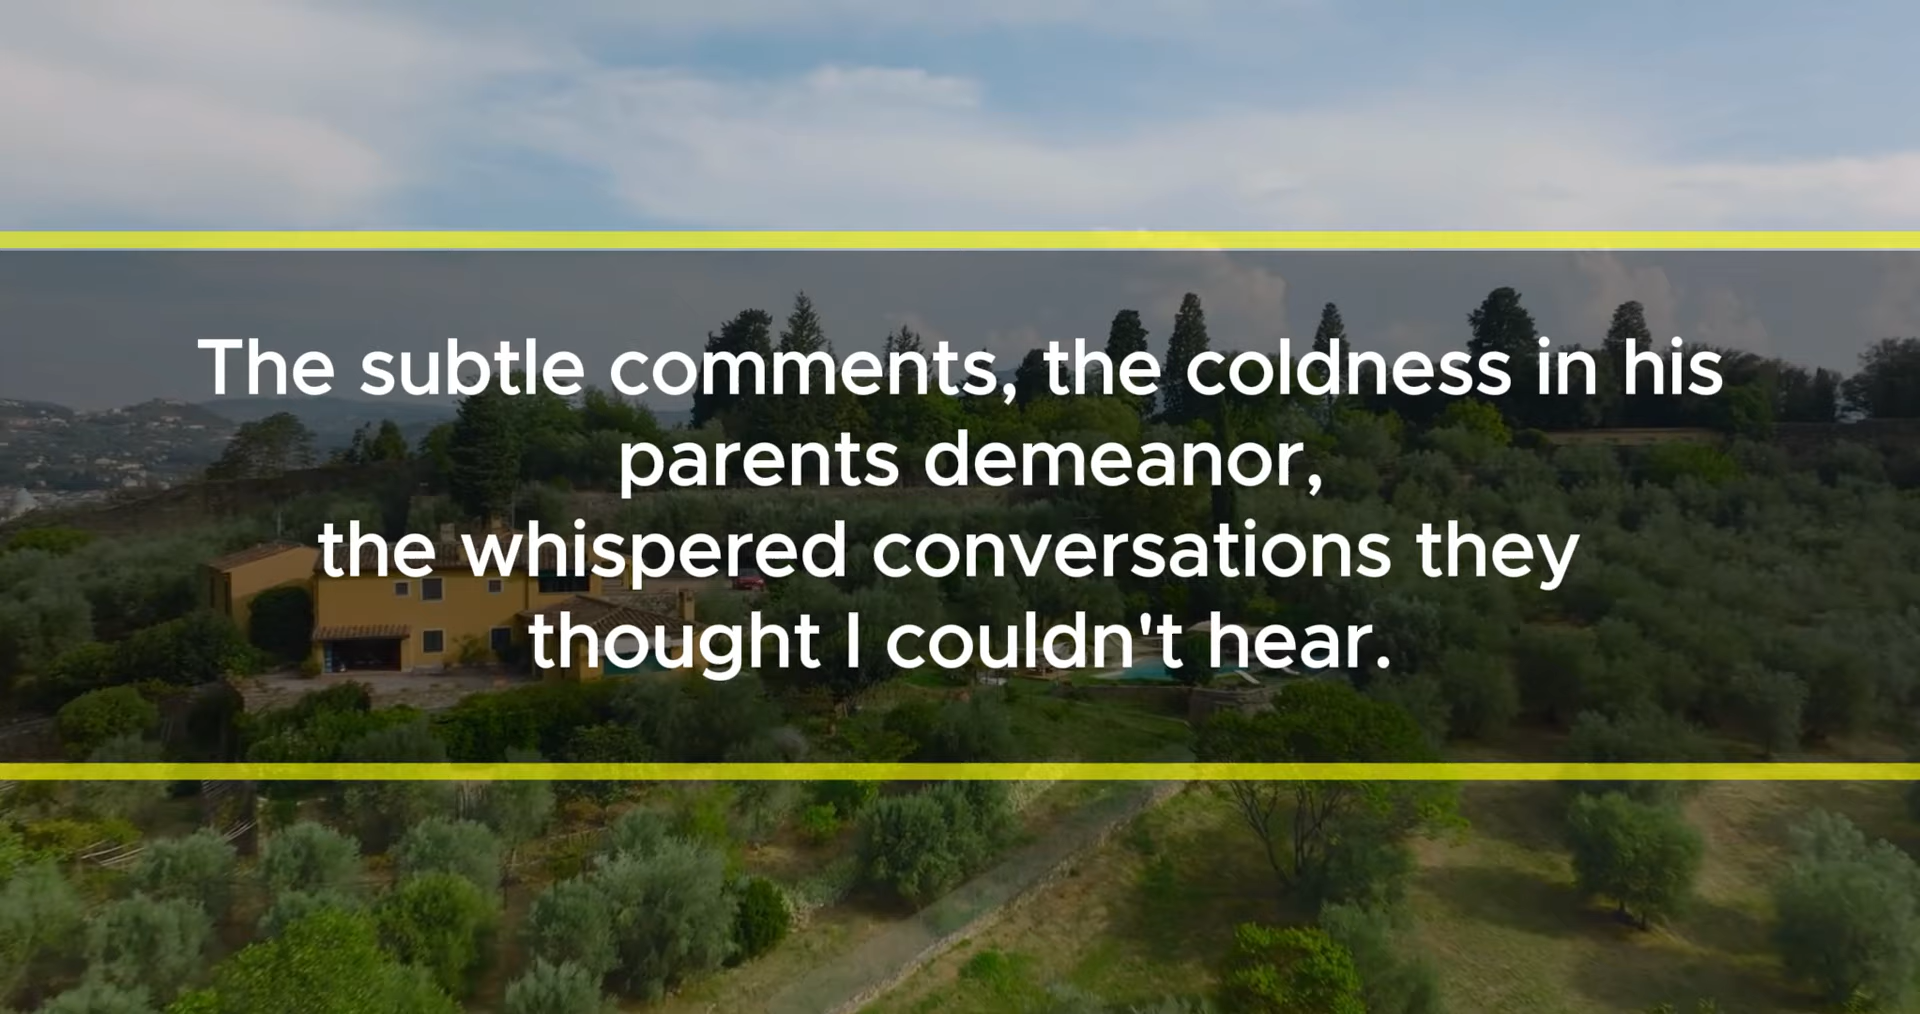 The subtle comments, the coldness in his
parents demeanor,
the whispered conversations they
thought I couldn't hear.